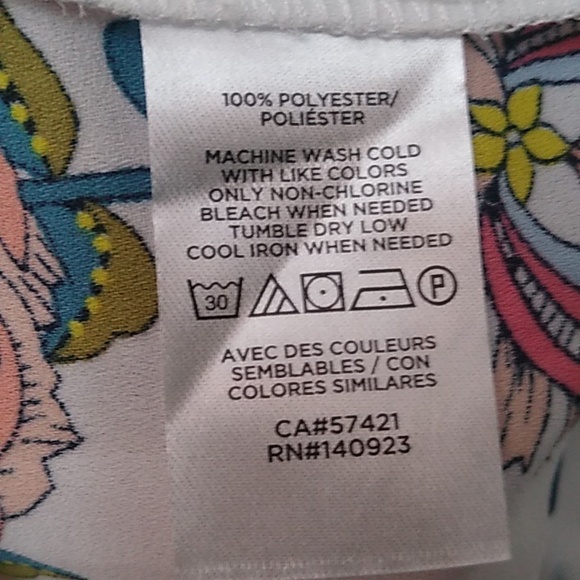 100% POLYESTER/
POLIÉSTER
MACHINE WASH COLD
WITH LIKE COLORS
ONLY NON-CHLORINE
BLEACH WHEN NEEDED
TUMBLE DRY LOW
COOL IRON WHEN NEEDED
30 P
AVEC DES COULEURS
SEMBLABLES / CON
COLORES SIMILARES
CA#57421
RN#140923